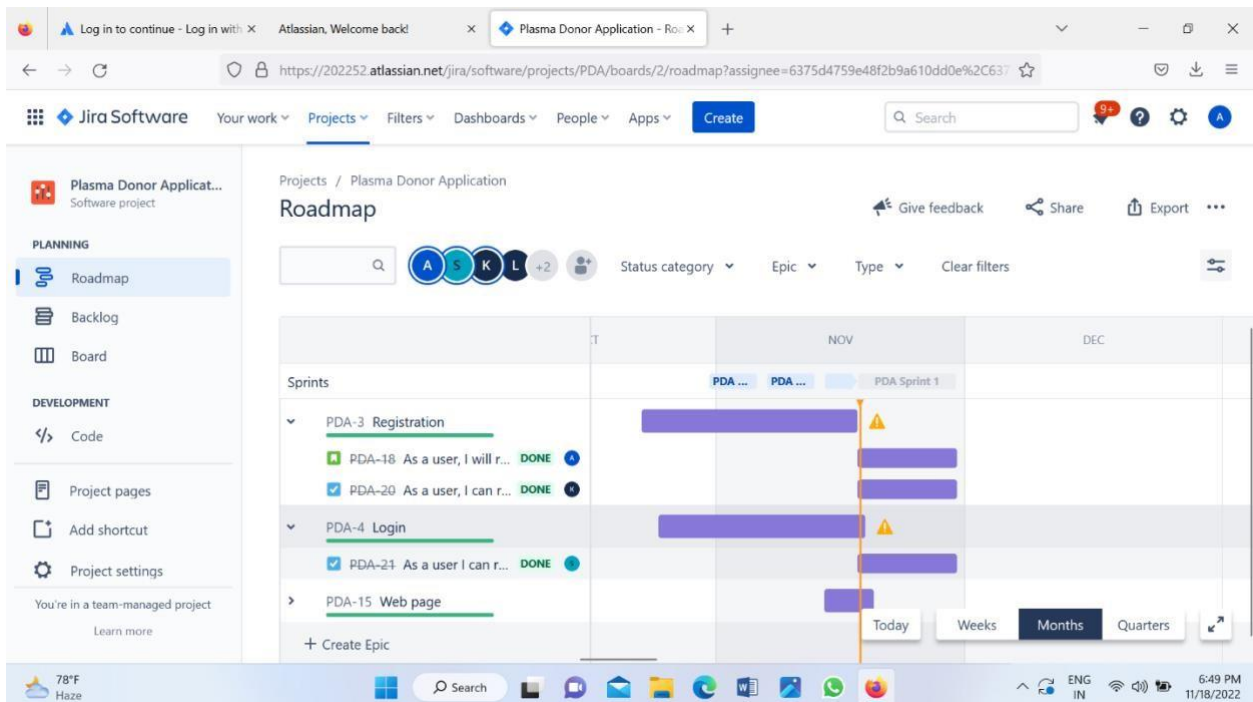 Log in to continue - Log in with
Atlassian, Welcome back!
Plasma Donor Application - Roa
https://202252.atlassian.net/jira/software/projects/PDA/boards/2/roadmap?assignee=6375d4759e48f2b9a610dd0e%2C637
Jira Software Your work Projects Filters Dashboards People Apps Create Search 9+ A
Plasma Donor Applicat...
Software project
PLANNING
Roadmap
Backlog
Board
DEVELOPMENT
Code
Project pages
Add shortcut
Project settings
You're in a team-managed project
Learn more
Projects / Plasma Donor Application
Roadmap
Give feedback Share Export
A S K L +2 Status category Epic Type Clear filters
T NOV DEC
Sprints PDA ... PDA ... PDA Sprint 1
PDA-3 Registration
PDA-18 As a user, I will r... DONE A
PDA-20 As a user, I can r... DONE K
PDA-4 Login
PDA-21 As a user I can r... DONE S
PDA-15 Web page
+ Create Epic
Today Weeks Months Quarters
78°F
Haze
Search
ENG
IN
6:49 PM
11/18/2022